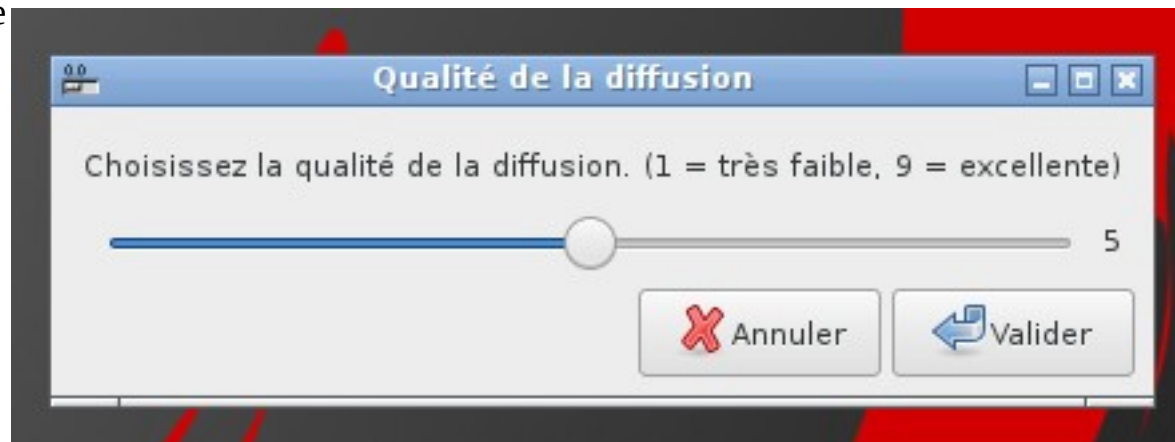 e
Qualité de la diffusion
Choisissez la qualité de la diffusion. (1 = très faible, 9 = excellente)
5
Annuler
Valider